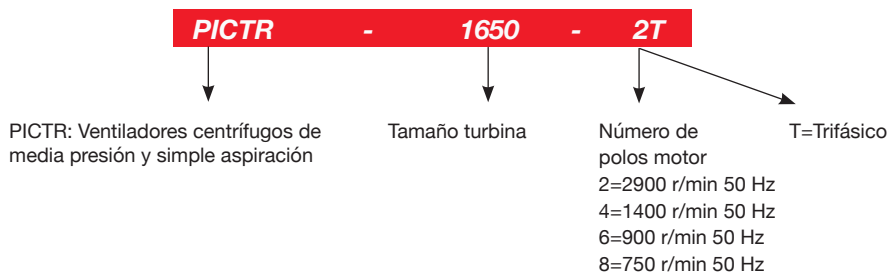 PICTR - 1650 - 2T
PICTR: Ventiladores centrífugos de
media presión y simple aspiración
Tamaño turbina
Número de
polos motor
2=2900 r/min 50 Hz
4=1400 r/min 50 Hz
6=900 r/min 50 Hz
8=750 r/min 50 Hz
T=Trifásico